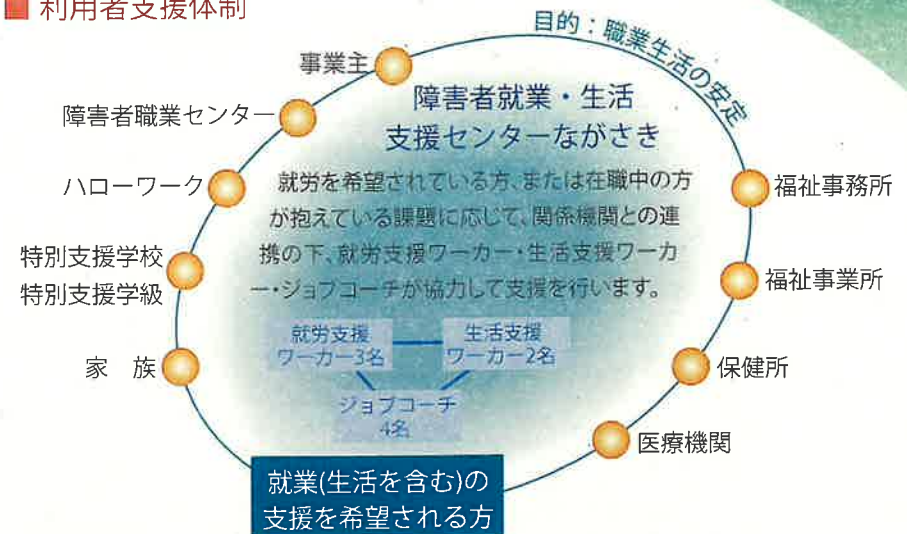 利用者支援体制
目的：職業生活の安定
事業主
障害者職業センター
ハローワーク
特別支援学校
特別支援学級
家　族
障害者就業・生活
支援センターながさき
就労を希望されている方、または在職中の方
が抱えている課題に応じて、関係機関との連
携の下、就労支援ワーカー・生活支援ワーカ
ー・ジョブコーチが協力して支援を行います。
就労支援
ワーカー3名
生活支援
ワーカー2名
ジョブコーチ
4名
福祉事務所
福祉事業所
保健所
医療機関
就業(生活を含む)の
支援を希望される方